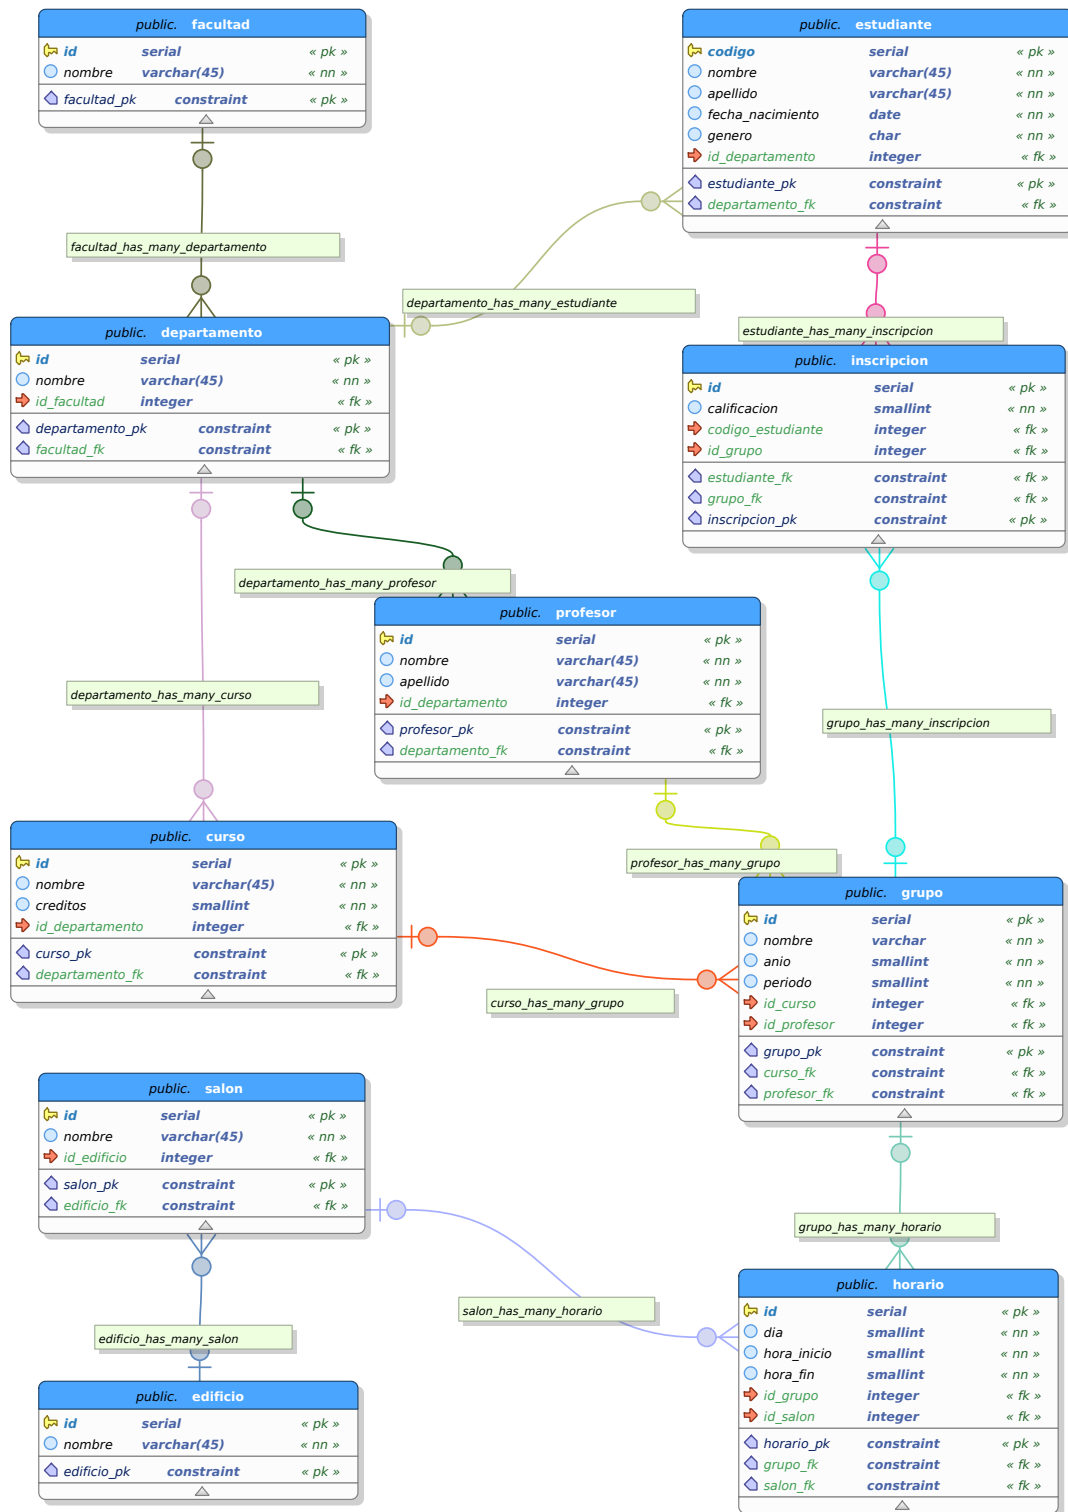 public. facultad
id serial « pk »
nombre varchar(45) « nn »
facultad_pk constraint « pk »
public. estudiante
codigo serial « pk »
nombre varchar(45) « nn »
apellido varchar(45) « nn »
fecha_nacimiento date « nn »
genero char « nn »
id_departamento integer « fk »
estudiante_pk constraint « pk »
departamento_fk constraint « fk »
facultad_has_many_departamento
departamento_has_many_estudiante
estudiante_has_many_inscripcion
public. departamento
id serial « pk »
nombre varchar(45) « nn »
id_facultad integer « fk »
departamento_pk constraint « pk »
facultad_fk constraint « fk »
public. inscripcion
id serial « pk »
calificacion smallint « nn »
codigo_estudiante integer « fk »
id_grupo integer « fk »
estudiante_fk constraint « fk »
grupo_fk constraint « fk »
inscripcion_pk constraint « pk »
departamento_has_many_profesor
public. profesor
id serial « pk »
nombre varchar(45) « nn »
apellido varchar(45) « nn »
id_departamento integer « fk »
profesor_pk constraint « pk »
departamento_fk constraint « fk »
departamento_has_many_curso
grupo_has_many_inscripcion
profesor_has_many_grupo
public. curso
id serial « pk »
nombre varchar(45) « nn »
creditos smallint « nn »
id_departamento integer « fk »
curso_pk constraint « pk »
departamento_fk constraint « fk »
public. grupo
id serial « pk »
nombre varchar « nn »
anio smallint « nn »
periodo smallint « nn »
id_curso integer « fk »
id_profesor integer « fk »
grupo_pk constraint « pk »
curso_fk constraint « fk »
profesor_fk constraint « fk »
curso_has_many_grupo
public. salon
id serial « pk »
nombre varchar(45) « nn »
id_edificio integer « fk »
salon_pk constraint « pk »
edificio_fk constraint « fk »
grupo_has_many_horario
salon_has_many_horario
edificio_has_many_salon
public. horario
id serial « pk »
dia smallint « nn »
hora_inicio smallint « nn »
hora_fin smallint « nn »
id_grupo integer « fk »
id_salon integer « fk »
horario_pk constraint « pk »
grupo_fk constraint « fk »
salon_fk constraint « fk »
public. edificio
id serial « pk »
nombre varchar(45) « nn »
edificio_pk constraint « pk »